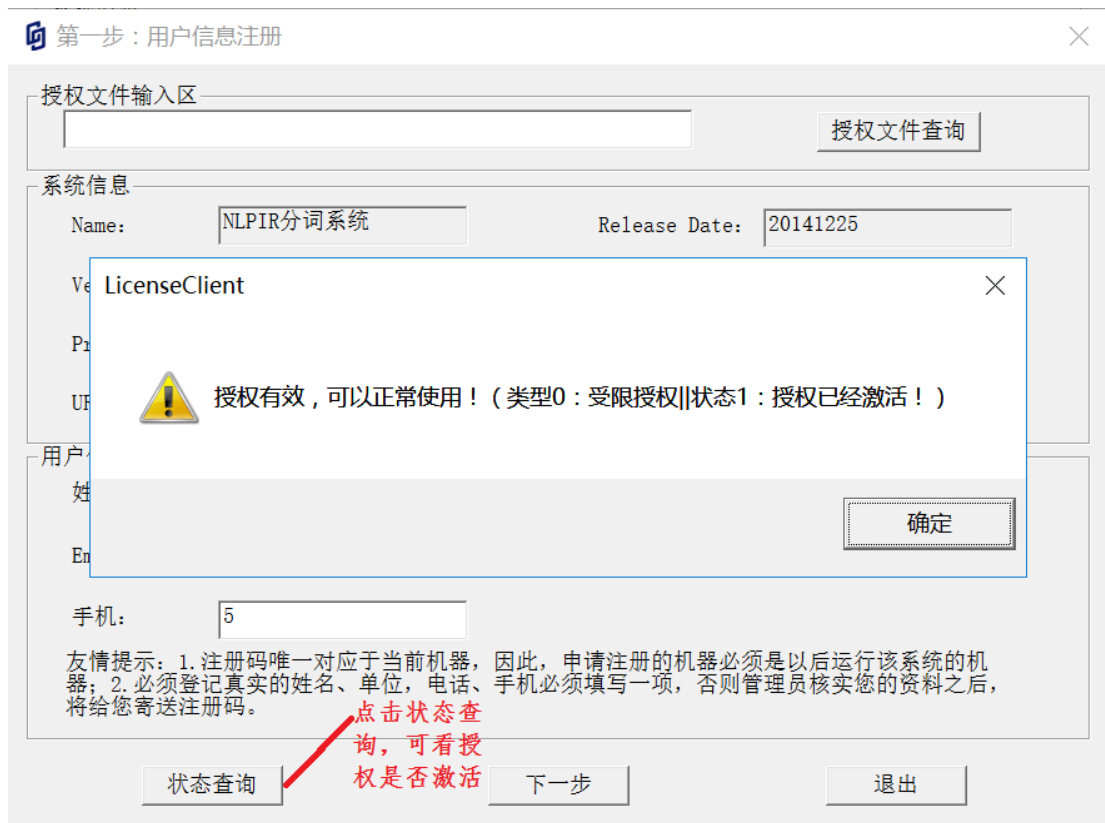 第一步：用户信息注册
授权文件输入区
授权文件查询
系统信息
Name:
NLPIR分词系统
Release Date:
20141225
Ve
LicenseClient
Pr
授权有效，可以正常使用！（类型0：受限授权||状态1：授权已经激活！）
用户
姓
确定
Em
手机:
5
友情提示: 1.注册码唯一对应于当前机器, 因此, 申请注册的机器必须是以后运行该系统的机
器; 2.必须登记真实的姓名、单位, 电话、手机必须填写一项, 否则管理员核实您的资料之后,
将给您寄送注册码。
点击状态查
询，可看授
权是否激活
状态查询
下一步
退出